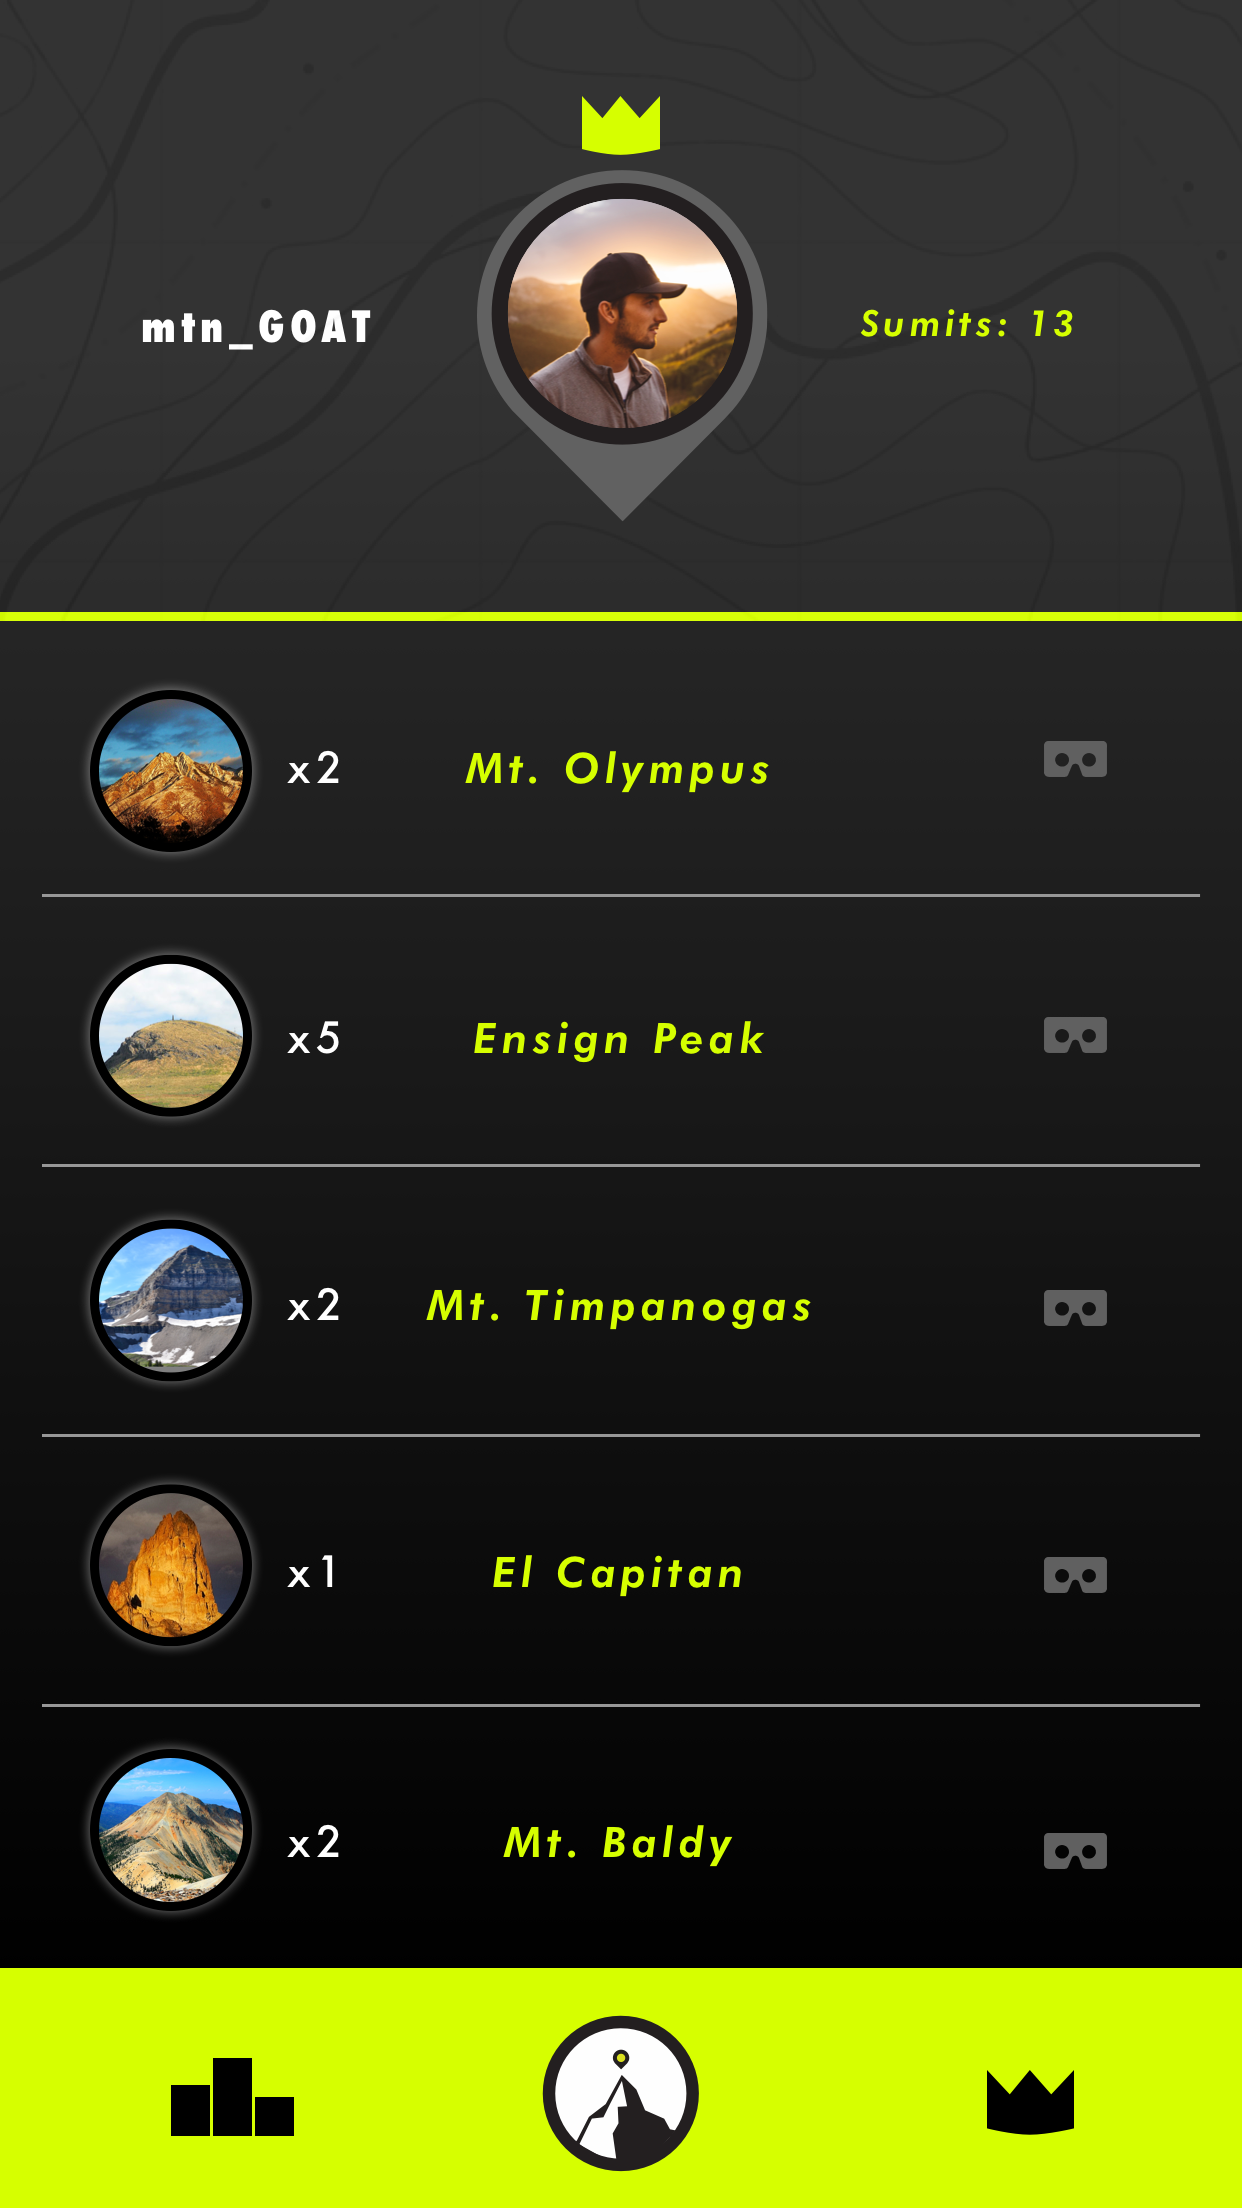 mtn_GOAT
Sumits: 13
x2 Mt. Olympus
x5 Ensign Peak
x2 Mt. Timpanogas
x1 El Capitan
x2 Mt. Baldy